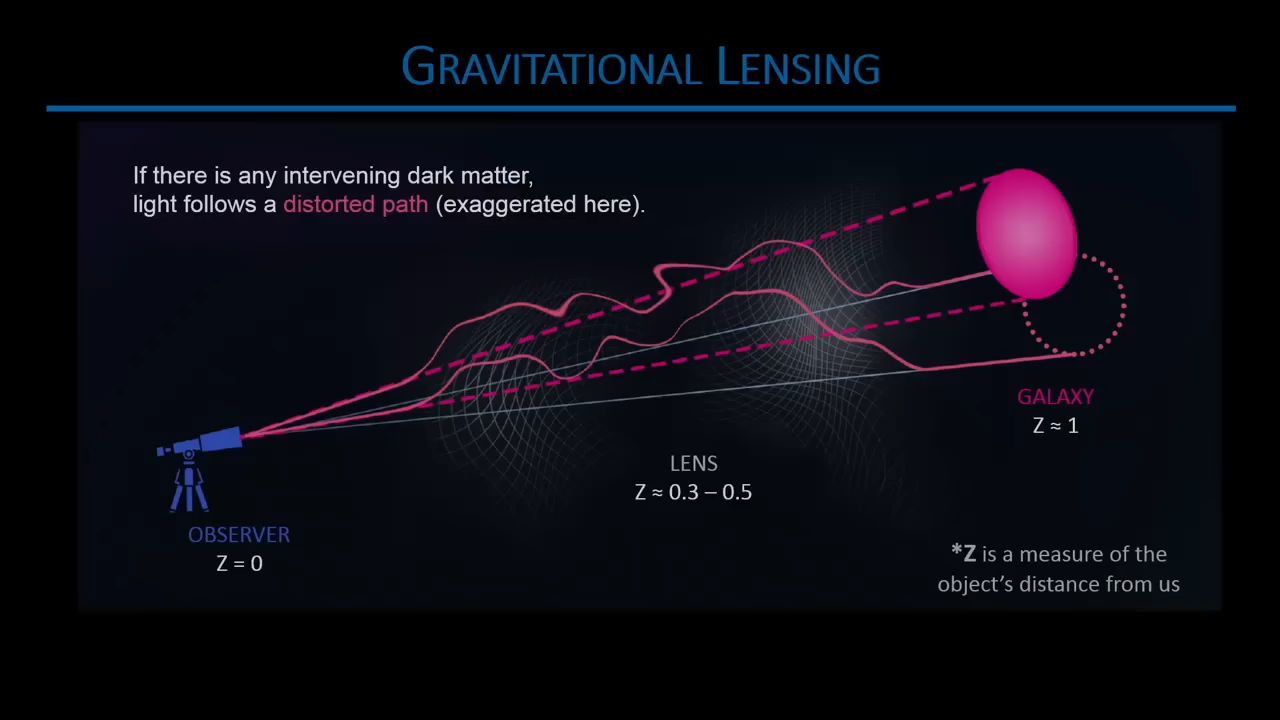 GRAVITATIONAL LENSING
If there is any intervening dark matter,
light follows a distorted path (exaggerated here).
GALAXY
Z ≈ 1
LENS
Z ≈ 0.3 – 0.5
OBSERVER
Z = 0
*Z is a measure of the
object's distance from us